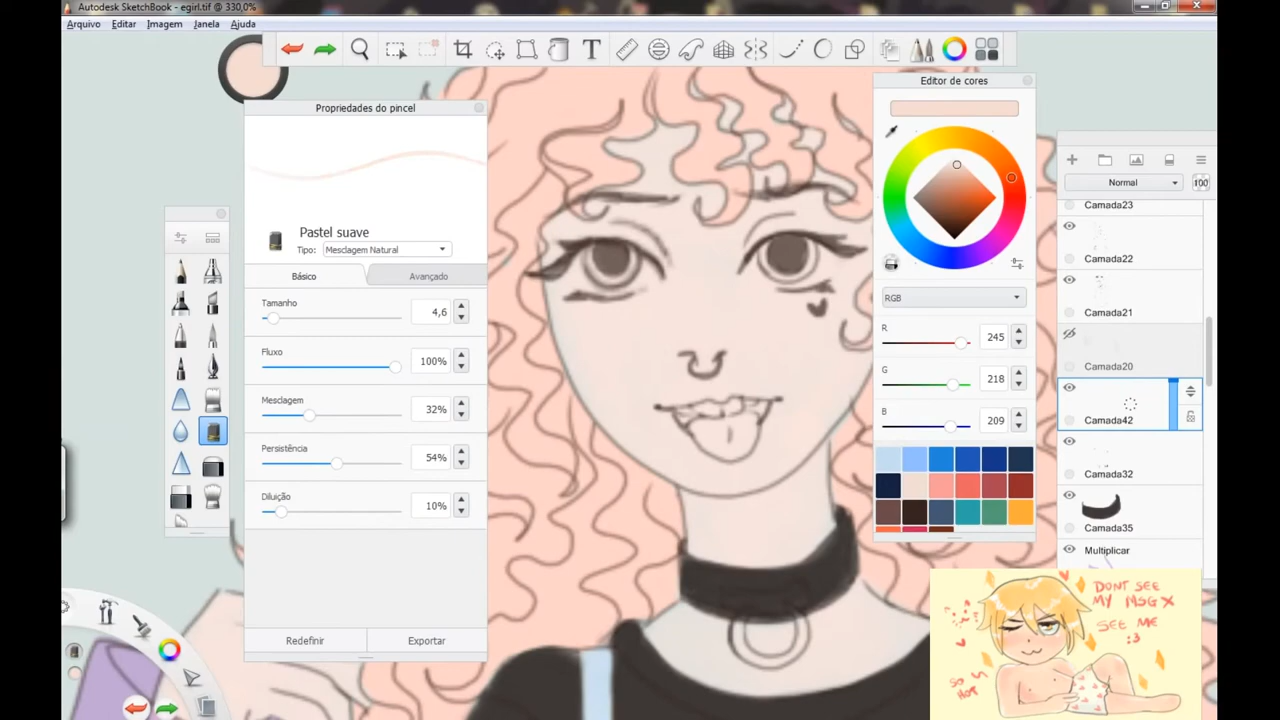 Autodesk SketchBook - egirl.tif @ 330,0%
Arquivo Editar Imagem Janela Ajuda
Propriedades do pincel
Pastel suave
Tipo: Mesclagem Natural
Básico Avançado
Tamanho
4,6
Fluxo
100%
Mesclagem
32%
Persistência
54%
Diluição
10%
Redefinir Exportar
Editor de cores
RGB
R 245
G 218
B 209
Normal 100
Camada23
Camada22
Camada21
Camada20
Camada42
Camada32
Camada35
Multiplicar
DONT SEE
MY MSG X
SEE ME
:3
SO
HOT